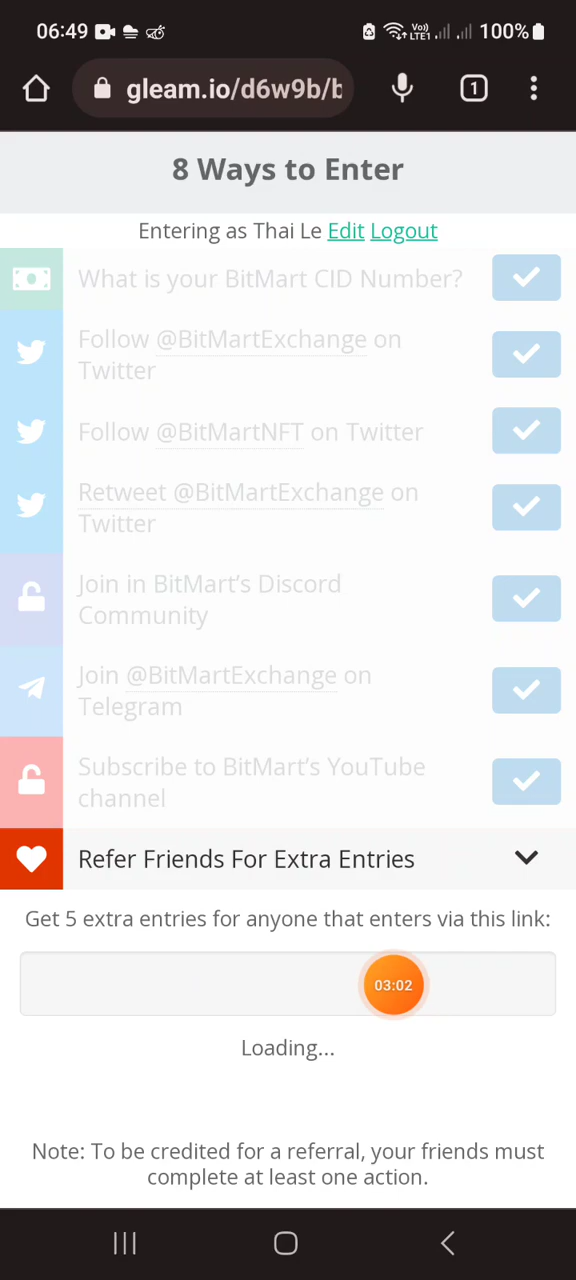 06:49
Vo) LTE1
100%
gleam.io/d6w9b/b
1
8 Ways to Enter
Entering as Thai Le Edit Logout
What is your BitMart CID Number?
Follow @BitMartExchange on
Twitter
Follow @BitMartNFT on Twitter
Retweet @BitMartExchange on
Twitter
Join in BitMart's Discord
Community
Join @BitMartExchange on
Telegram
Subscribe to BitMart's YouTube
channel
Refer Friends For Extra Entries
Get 5 extra entries for anyone that enters via this link:
03:02
Loading...
Note: To be credited for a referral, your friends must
complete at least one action.